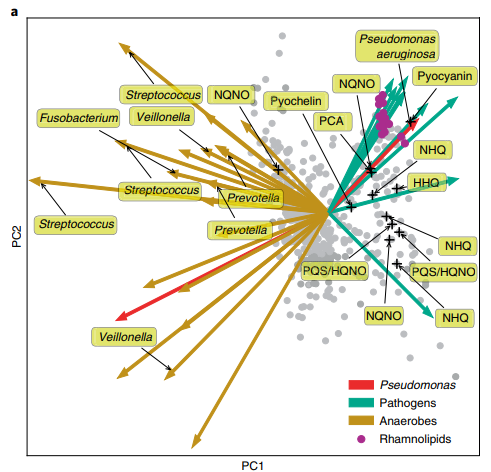 a
Pseudomonas
aeruginosa
Streptococcus
NQNO
Pyochelin
NQNO
Pyocyanin
Fusobacterium
Veillonella
PCA
NHQ
Streptococcus
Prevotella
HHQ
Streptococcus
Prevotella
NHQ
PQS/HQNO
PQS/HQNO
Veillonella
NQNO
NHQ
PC2
Pseudomonas
Pathogens
Anaerobes
Rhamnolipids
PC1